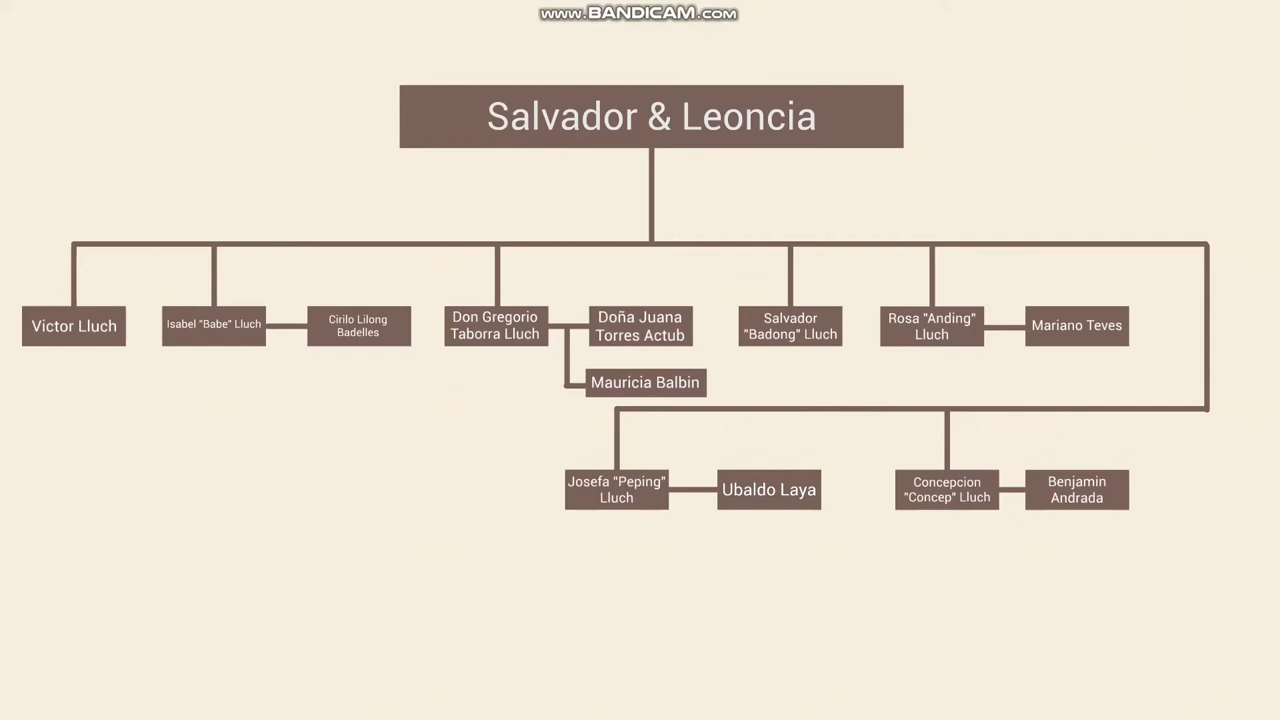 www.BANDICAM.com
Salvador & Leoncia
Victor Lluch
Isabel "Babe" Lluch
Cirilo Lilong
Badelles
Don Gregorio
Taborra Lluch
Doña Juana
Torres Actub
Mauricia Balbin
Salvador
"Badong" Lluch
Rosa "Anding"
Lluch
Mariano Teves
Josefa "Peping"
Lluch
Ubaldo Laya
Concepcion
"Concep" Lluch
Benjamin
Andrada